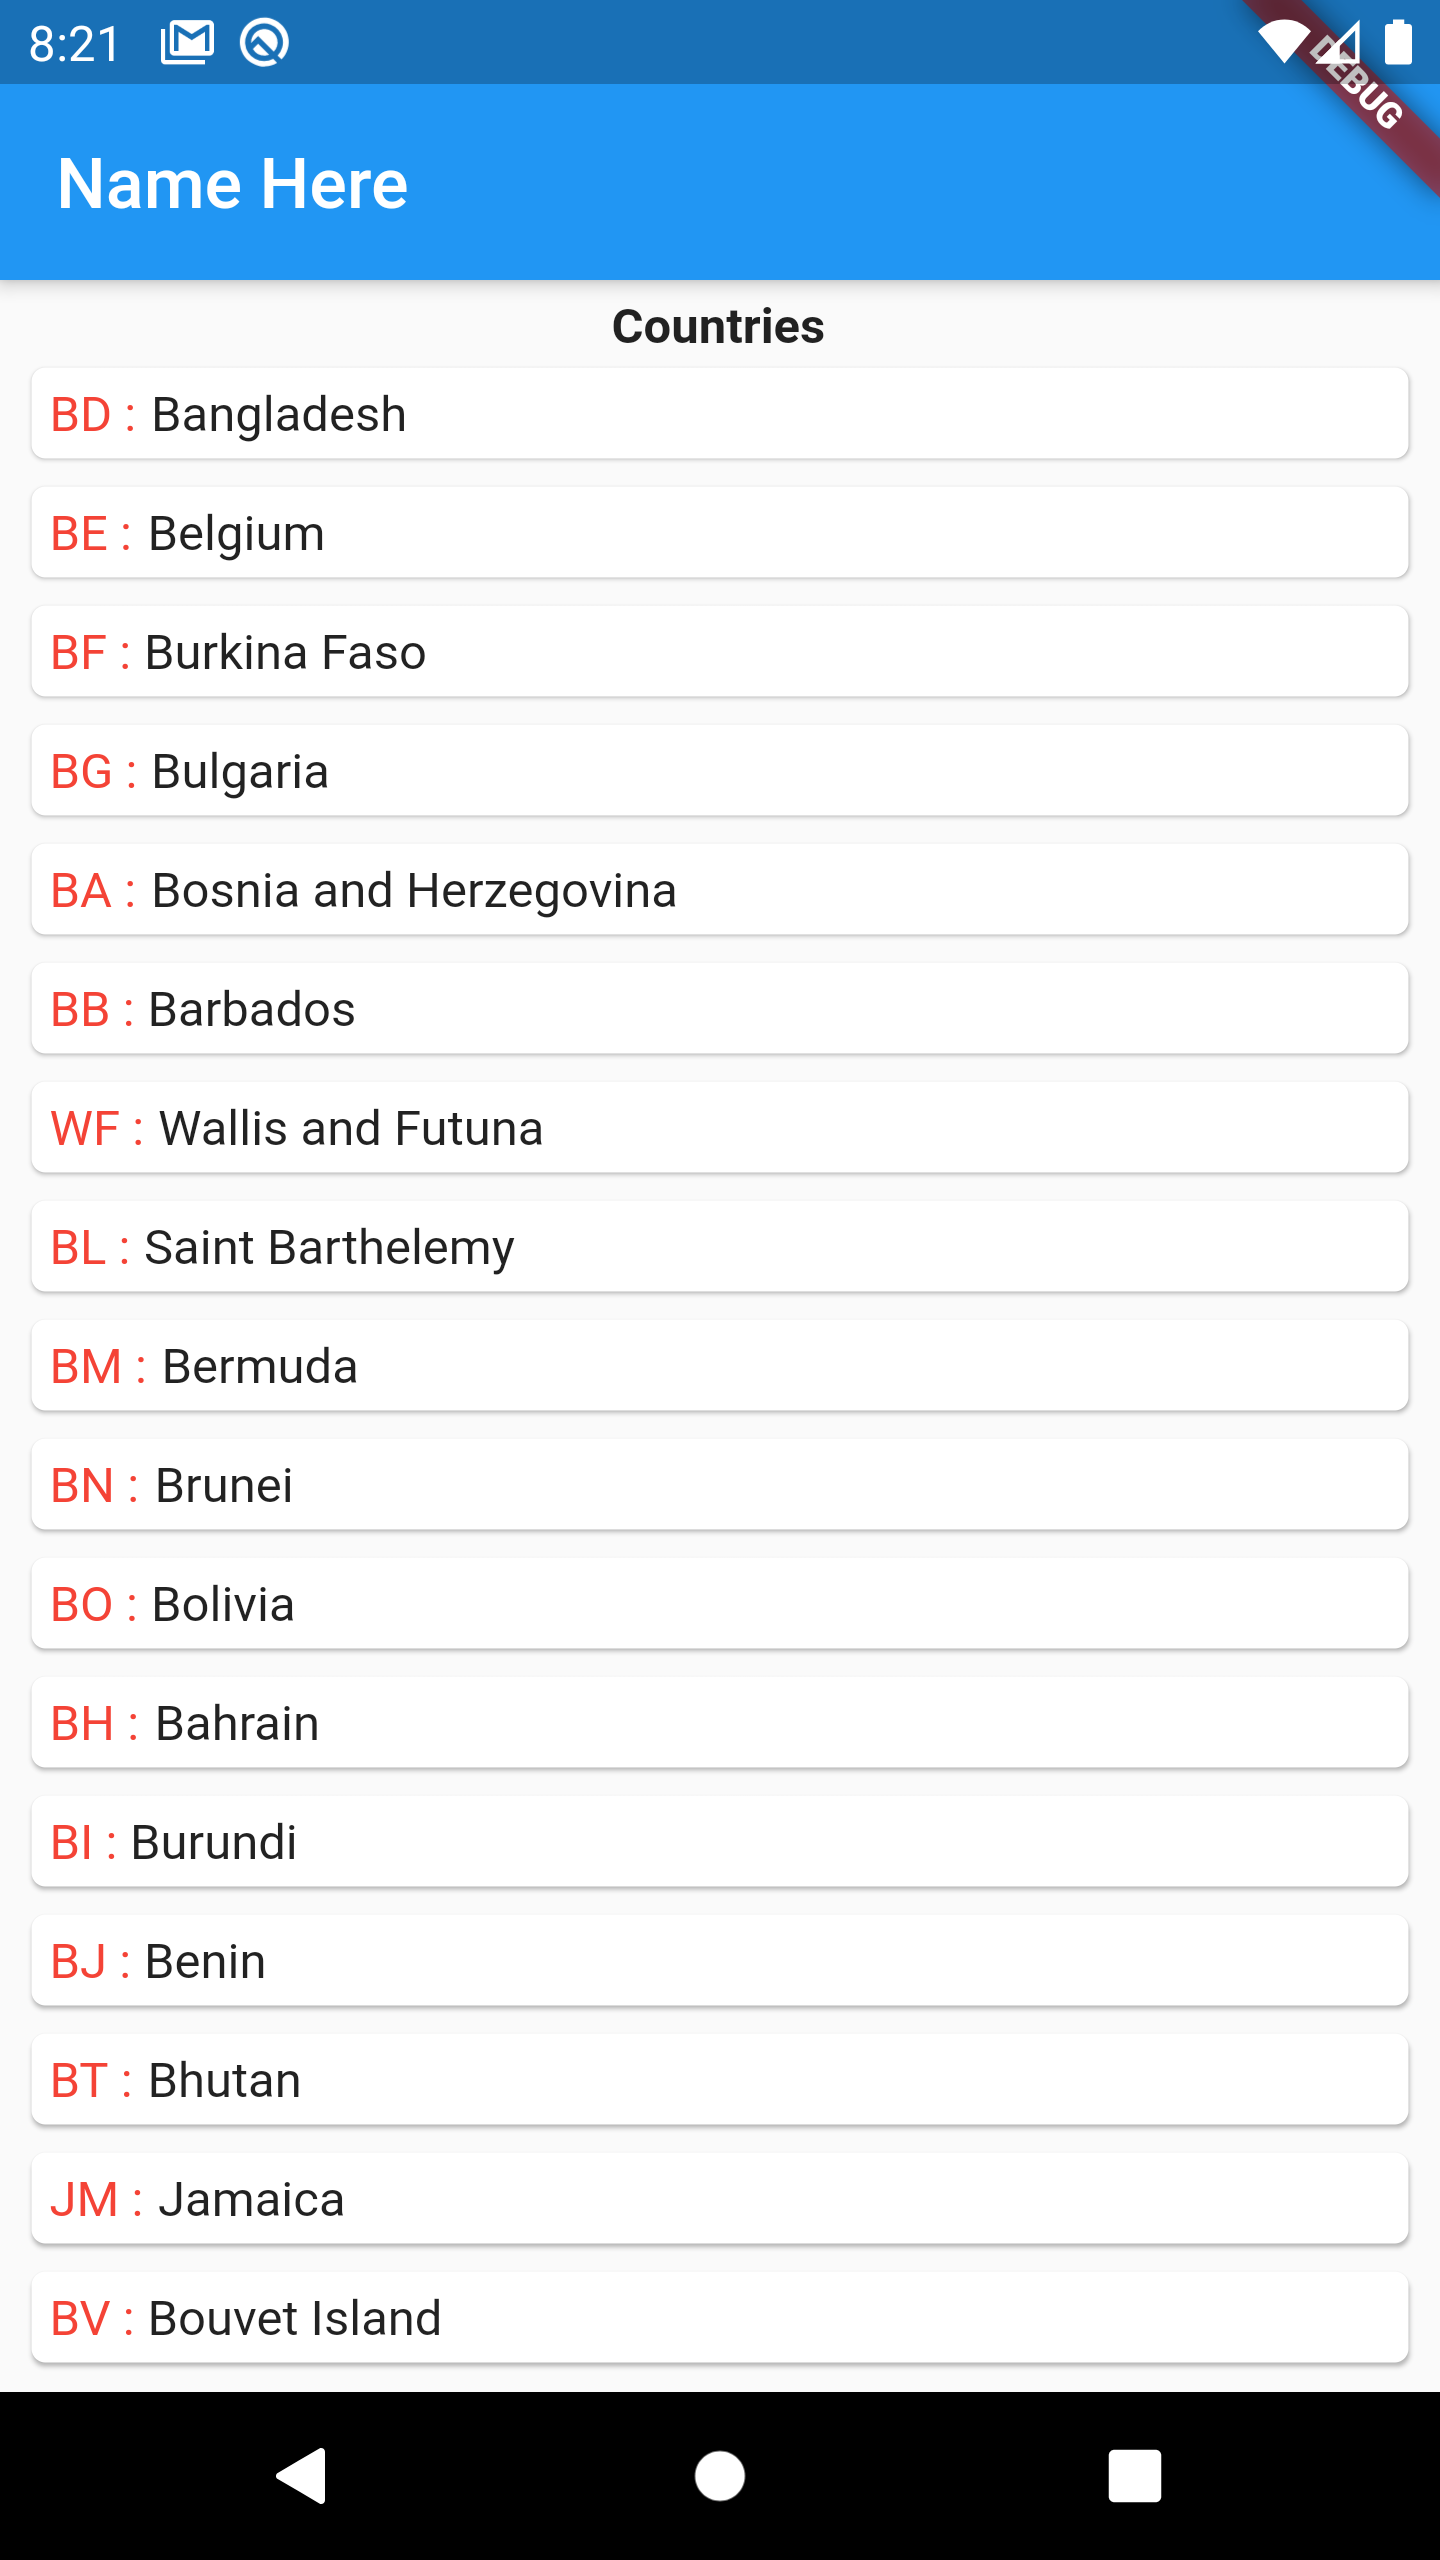 8:21
DEBUG
Name Here
Countries
BD : Bangladesh
BE : Belgium
BF : Burkina Faso
BG : Bulgaria
BA : Bosnia and Herzegovina
BB : Barbados
WF : Wallis and Futuna
BL : Saint Barthelemy
BM : Bermuda
BN : Brunei
BO : Bolivia
BH : Bahrain
BI : Burundi
BJ : Benin
BT : Bhutan
JM : Jamaica
BV : Bouvet Island